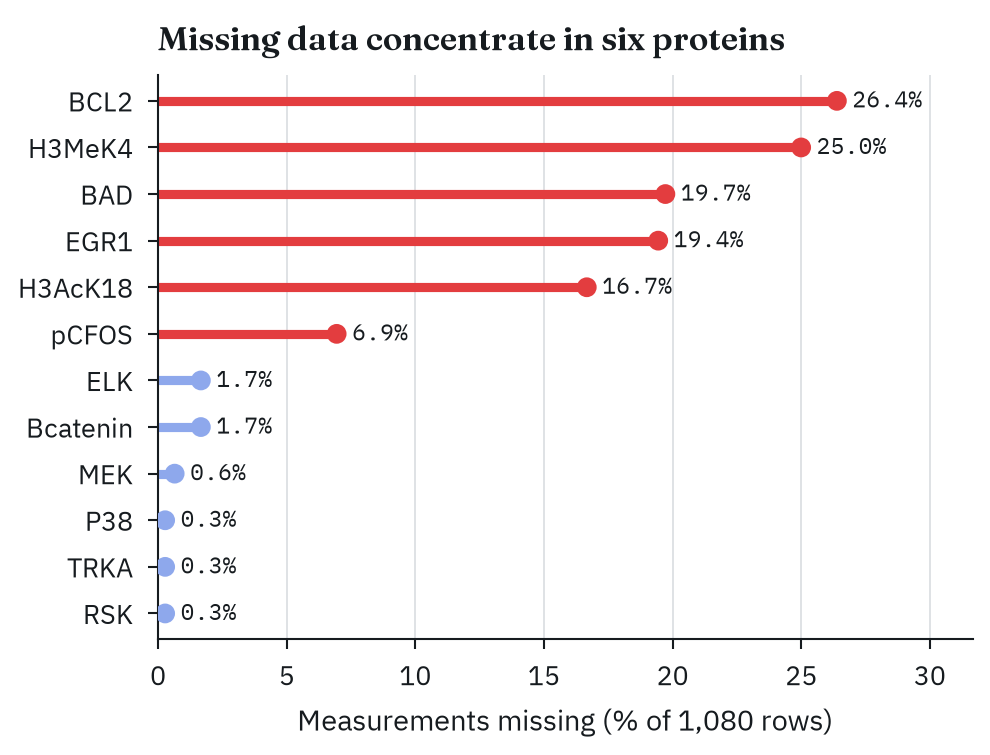 Missing data concentrate in six proteins
BCL2 26.4%
H3MeK4 25.0%
BAD 19.7%
EGR1 19.4%
H3AcK18 16.7%
pCFOS 6.9%
ELK 1.7%
Bcatenin 1.7%
MEK 0.6%
P38 0.3%
TRKA 0.3%
RSK 0.3%
0 5 10 15 20 25 30
Measurements missing (% of 1,080 rows)